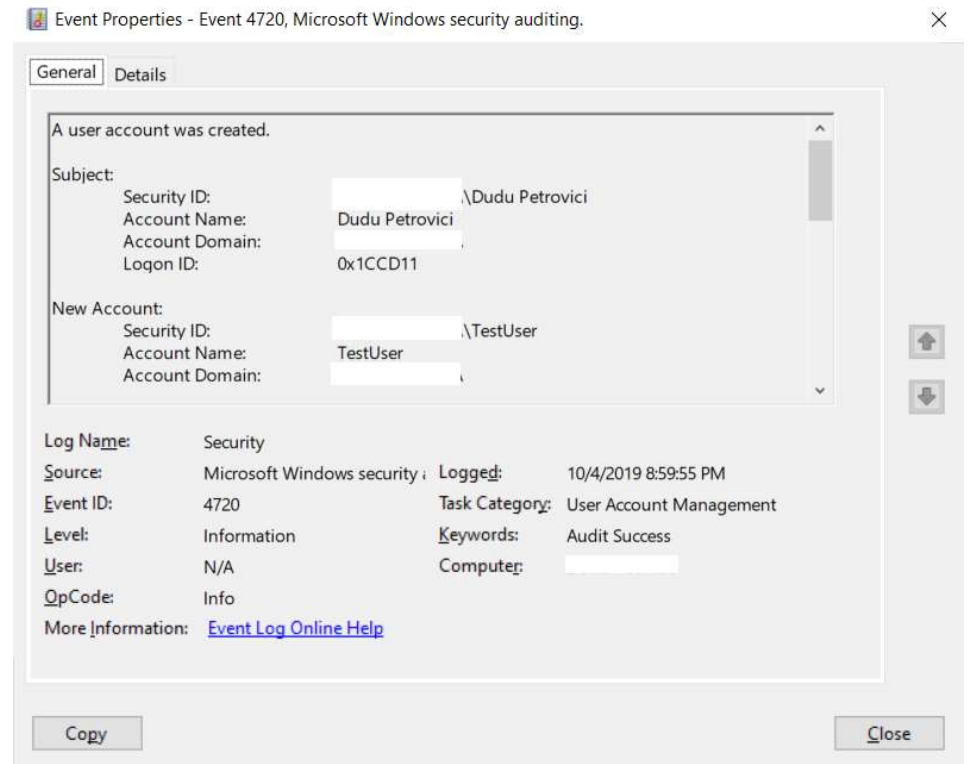 Event Properties - Event 4720, Microsoft Windows security auditing.
General Details
A user account was created.
Subject:
Security ID: \Dudu Petrovici
Account Name: Dudu Petrovici
Account Domain:
Logon ID: 0x1CCD11
New Account:
Security ID: \TestUser
Account Name: TestUser
Account Domain: \
Log Name: Security
Source: Microsoft Windows security Logged: 10/4/2019 8:59:55 PM
Event ID: 4720 Task Category: User Account Management
Level: Information Keywords: Audit Success
User: N/A Computer:
OpCode: Info
More Information: Event Log Online Help
Copy Close